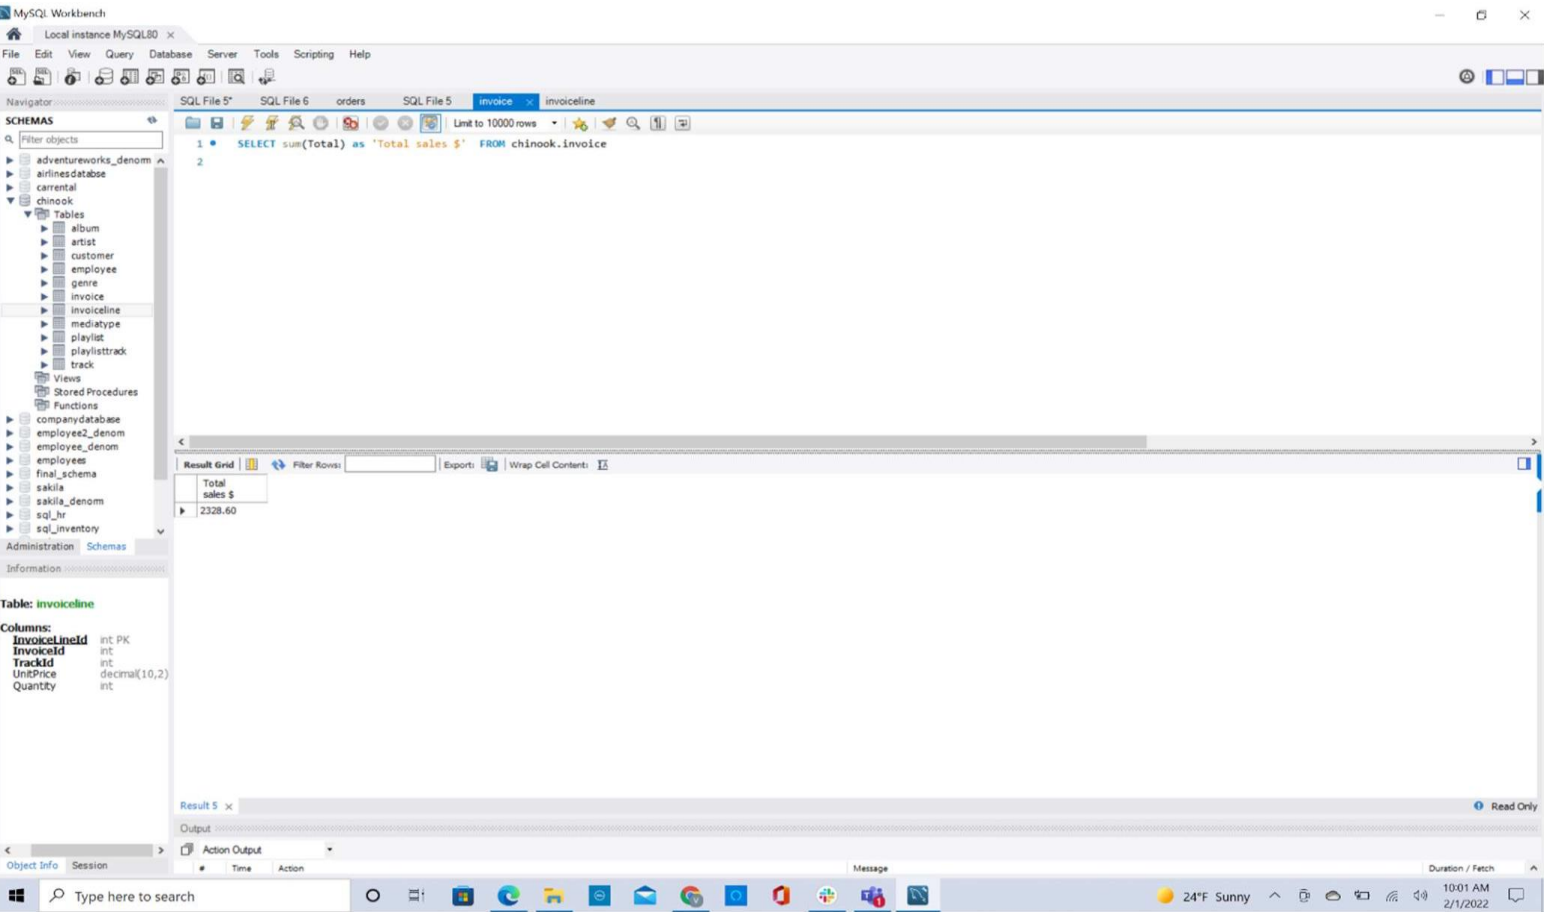 MySQL Workbench
Local instance MySQL80
File Edit View Query Database Server Tools Scripting Help
Navigator
SQL File 5* SQL File 6 orders SQL File 5 invoice invoiceline
SCHEMAS
Limit to 10000 rows
Filter objects
1 SELECT sum(Total) as 'Total sales $' FROM chinook.invoice
2
adventureworks_denorm
airlinesdatabse
carrental
chinook
Tables
album
artist
customer
employee
genre
invoice
invoiceline
mediatype
playlist
playlisttrack
track
Views
Stored Procedures
Functions
companydatabase
employee2_denom
employee_denom
employees
final_schema
sakila
sakila_denorm
sql_hr
sql_inventory
Result Grid Filter Rows: Export: Wrap Cell Content:
Total
sales $
2328.60
Administration Schemas
Information
Table: invoiceline
Columns:
InvoiceLineId int PK
InvoiceId int
TrackId int
UnitPrice decimal(10,2)
Quantity int
Result 5
Read Only
Output
Action Output
Object Info Session
# Time Action Message Duration / Fetch
Type here to search
24°F Sunny
10:01 AM
2/1/2022